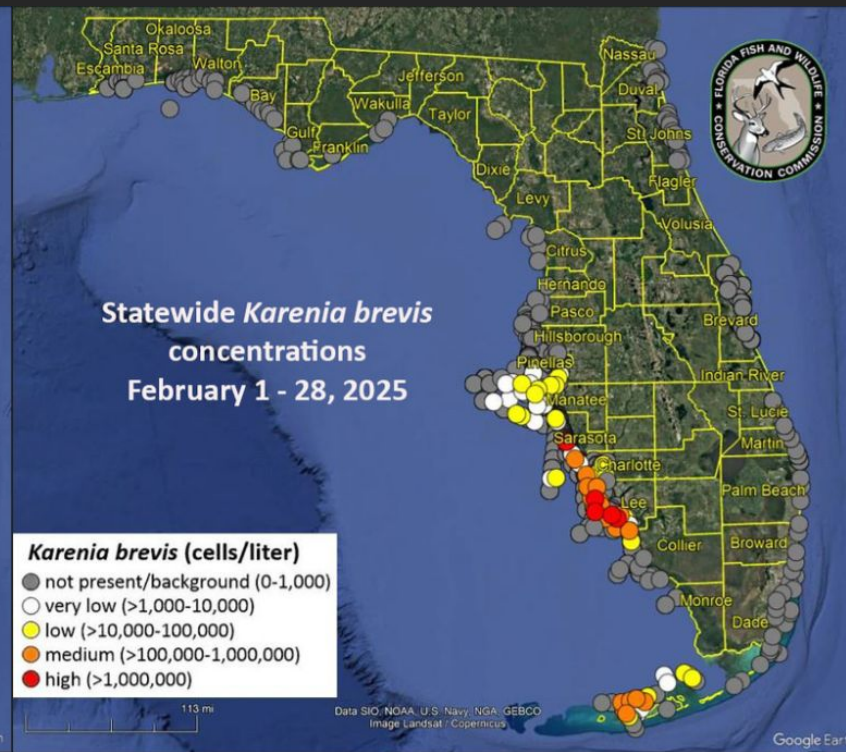 Okaloosa
Santa Rosa
Escambia
Walton
Bay
Jefferson
Wakulla
Taylor
Gulf
Franklin
Dixie
Levy
Nassau
Duval
St. Johns
Flagler
Volusia
Citrus
Hernando
Pasco
Hillsborough
Pinellas
Brevard
Indian River
Manatee
St. Lucie
Sarasota
Martin
Charlotte
Palm Beach
Lee
Collier
Broward
Monroe
Dade
FLORIDA FISH AND WILDLIFE
CONSERVATION COMMISSION
Statewide Karenia brevis
concentrations
February 1 - 28, 2025
Karenia brevis (cells/liter)
not present/background (0-1,000)
very low (>1,000-10,000)
low (>10,000-100,000)
medium (>100,000-1,000,000)
high (>1,000,000)
113 mi
Data SIO, NOAA, U.S. Navy, NGA, GEBCO
Image Landsat / Copernicus
Google Eart